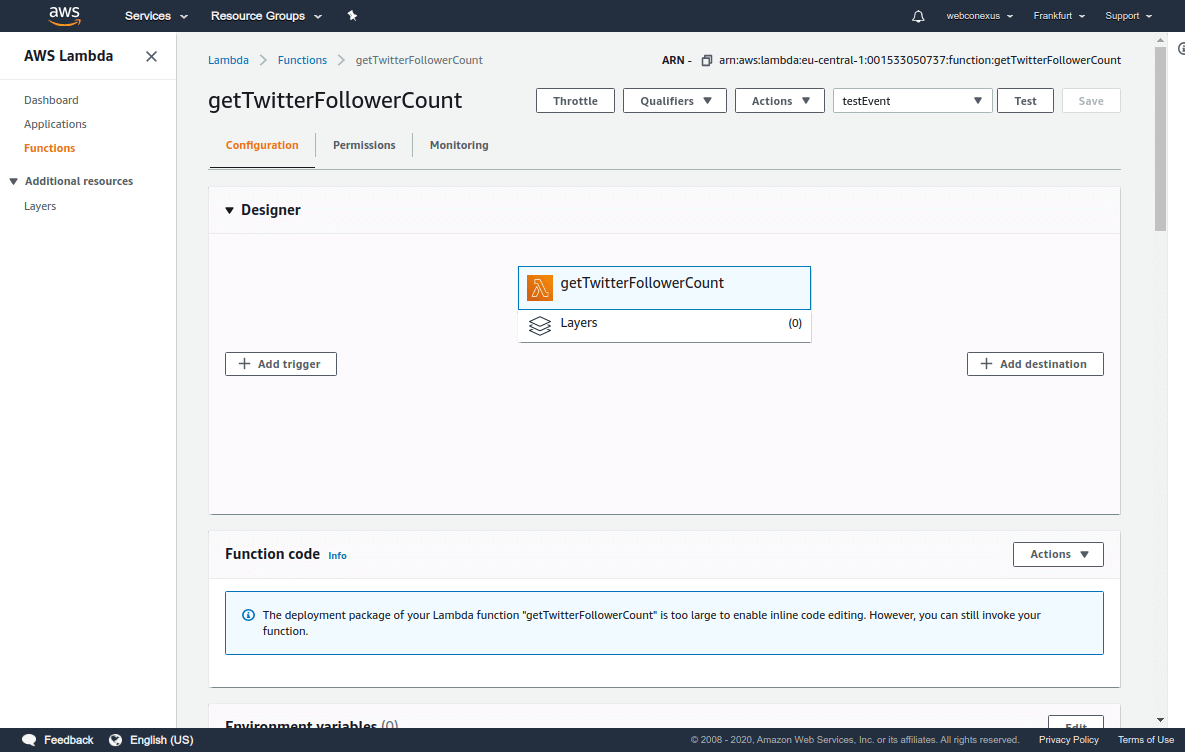 aws Services Resource Groups webconexus Frankfurt Support
AWS Lambda
Dashboard
Applications
Functions
Additional resources
Layers
Lambda Functions getTwitterFollowerCount
ARN - arn:aws:lambda:eu-central-1:001533050737:function:getTwitterFollowerCount
getTwitterFollowerCount
Throttle Qualifiers Actions testEvent Test Save
Configuration Permissions Monitoring
Designer
getTwitterFollowerCount
Layers (0)
Add trigger
Add destination
Function code Info
Actions
The deployment package of your Lambda function "getTwitterFollowerCount" is too large to enable inline code editing. However, you can still invoke your
function.
Environment variables (0)
Edit
Feedback English (US) © 2008 - 2020, Amazon Web Services, Inc. or its affiliates. All rights reserved. Privacy Policy Terms of Use